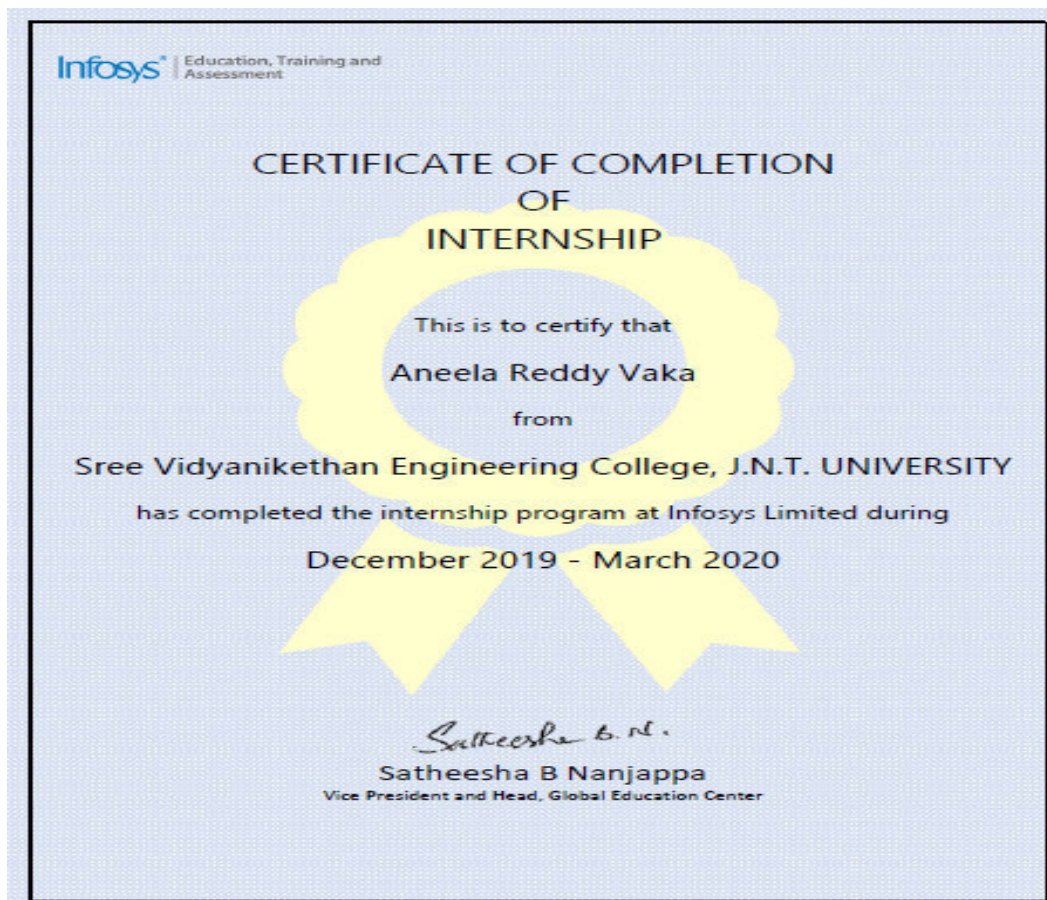 Infosys® | Education, Training and
Assessment
CERTIFICATE OF COMPLETION
OF
INTERNSHIP
This is to certify that
Aneela Reddy Vaka
from
Sree Vidyanikethan Engineering College, J.N.T. UNIVERSITY
has completed the internship program at Infosys Limited during
December 2019 - March 2020
Satheesha B.N.
Satheesha B Nanjappa
Vice President and Head, Global Education Center